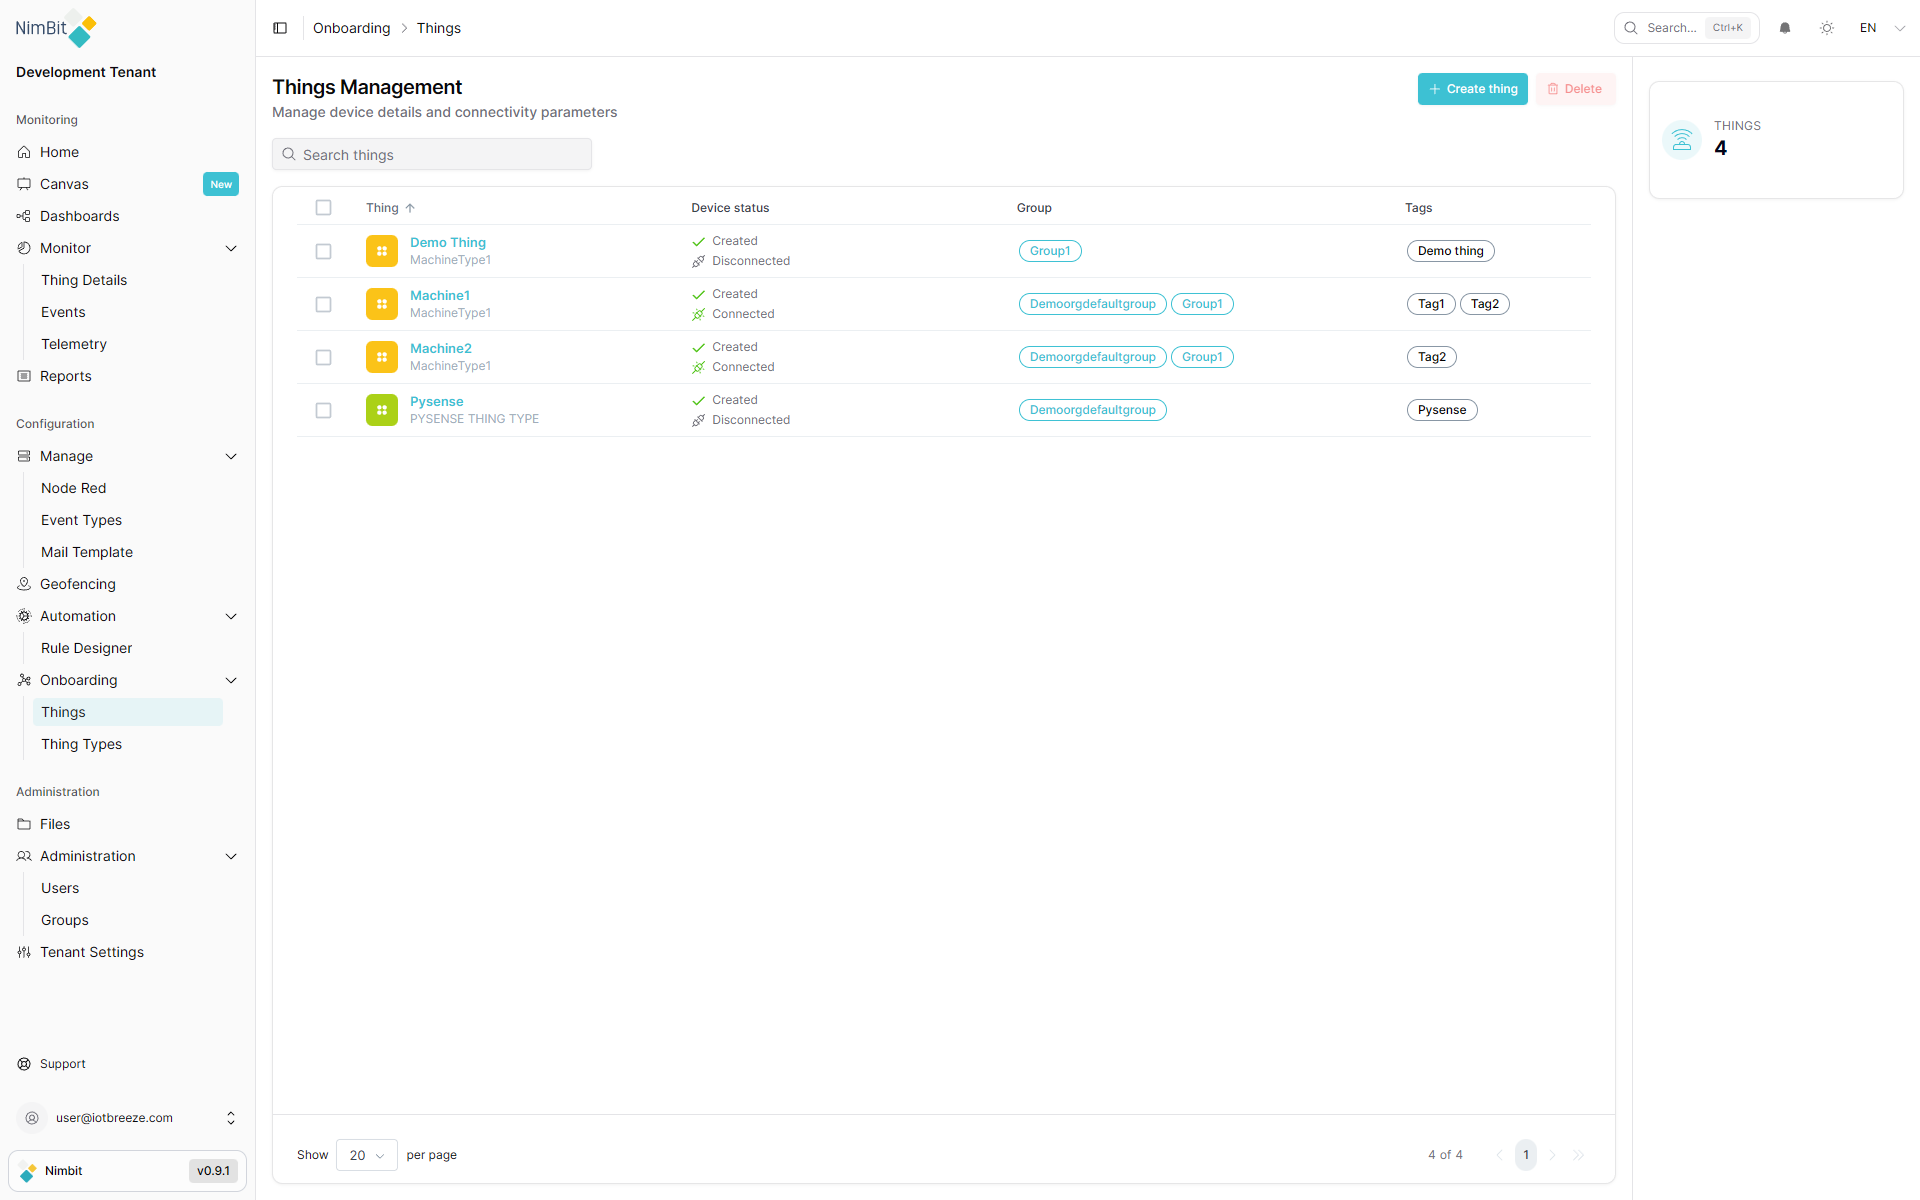 NimBit
Development Tenant
Monitoring
Home
Canvas New
Dashboards
Monitor
Thing Details
Events
Telemetry
Reports
Configuration
Manage
Node Red
Event Types
Mail Template
Geofencing
Automation
Rule Designer
Onboarding
Things
Thing Types
Administration
Files
Administration
Users
Groups
Tenant Settings
Support
user@iotbreeze.com
Nimbit v0.9.1
Onboarding Things
Search... Ctrl+K EN
Things Management
Manage device details and connectivity parameters
Create thing Delete
Search things
Thing Device status Group Tags
Demo Thing
MachineType1
Created
Disconnected
Group1
Demo thing
Machine1
MachineType1
Created
Connected
Demoorgdefaultgroup Group1
Tag1 Tag2
Machine2
MachineType1
Created
Connected
Demoorgdefaultgroup Group1
Tag2
Pysense
PYSENSE THING TYPE
Created
Disconnected
Demoorgdefaultgroup
Pysense
Show 20 per page
4 of 4 1
THINGS
4